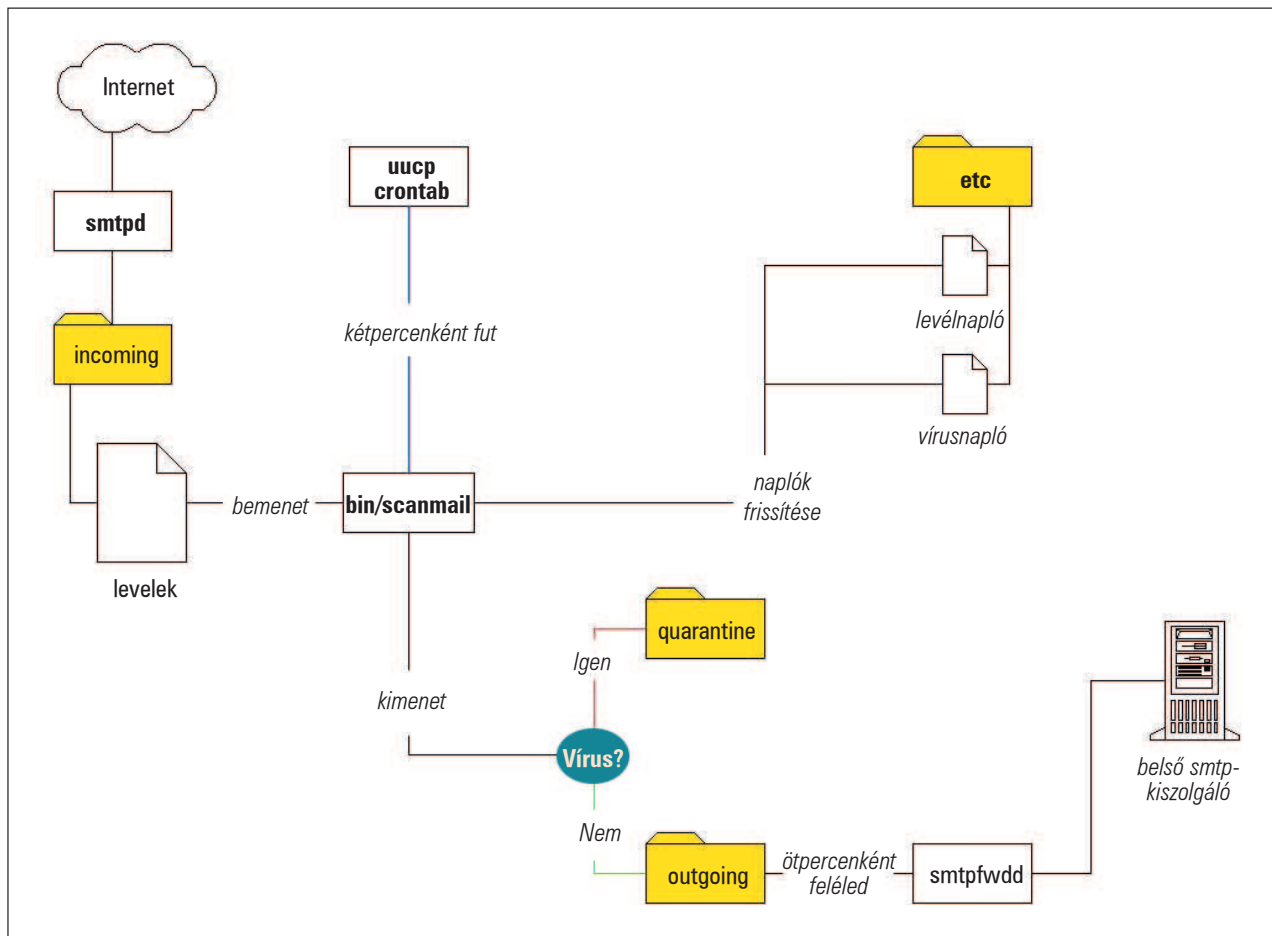 Internet
smtpd
incoming
levelek
bemenet
uucp
crontab
kétpercenként fut
bin/scanmail
naplók
frissítése
etc
levélnapló
vírusnapló
kimenet
Vírus?
Igen
quarantine
Nem
outgoing
ötpercenként
feléled
smtpfwdd
belső smtp-
kiszolgáló